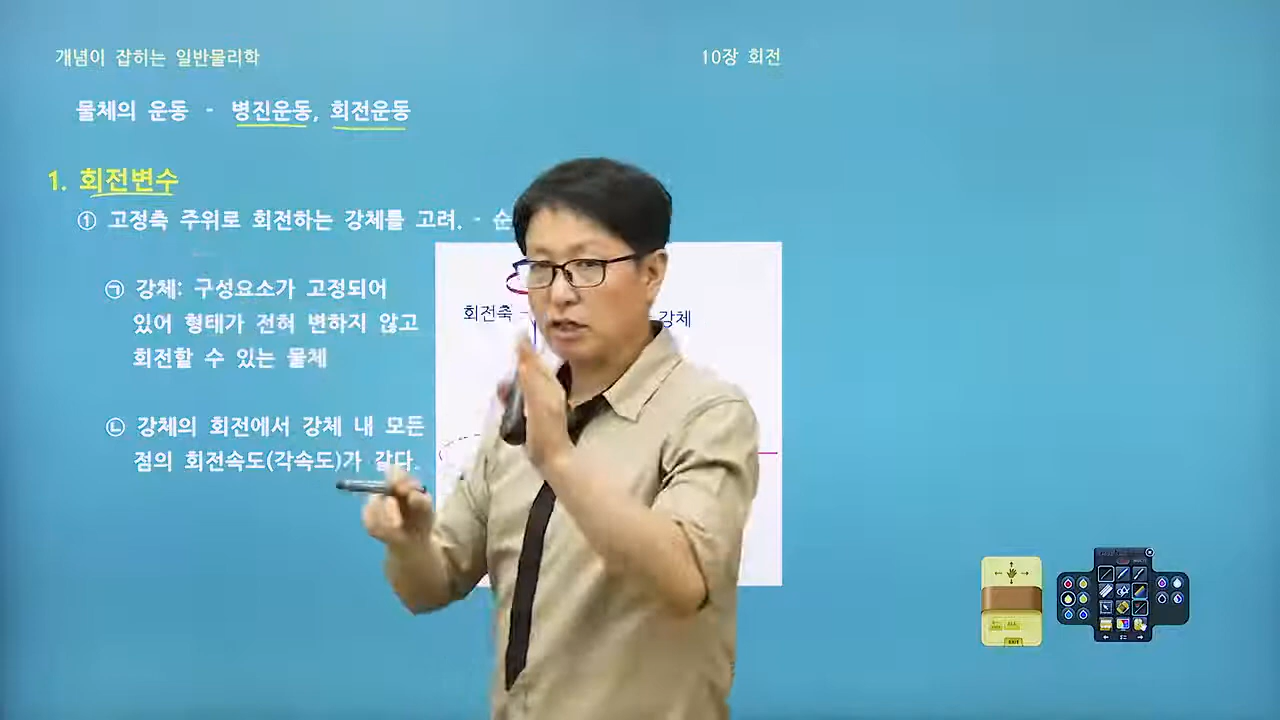 개념이 잡히는 일반물리학
10장 회전
물체의 운동 - 병진운동, 회전운동
1. 회전변수
① 고정축 주위로 회전하는 강체를 고려. - 순
㉠ 강체: 구성요소가 고정되어
있어 형태가 전혀 변하지 않고
회전할 수 있는 물체
회전축
강체
㉡ 강체의 회전에서 강체 내 모든
점의 회전속도(각속도)가 같다.
EXIT